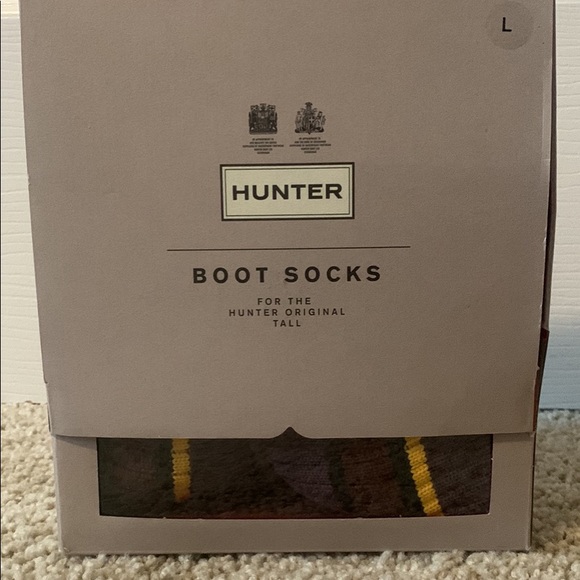 L
HUNTER
BOOT SOCKS
FOR THE
HUNTER ORIGINAL
TALL